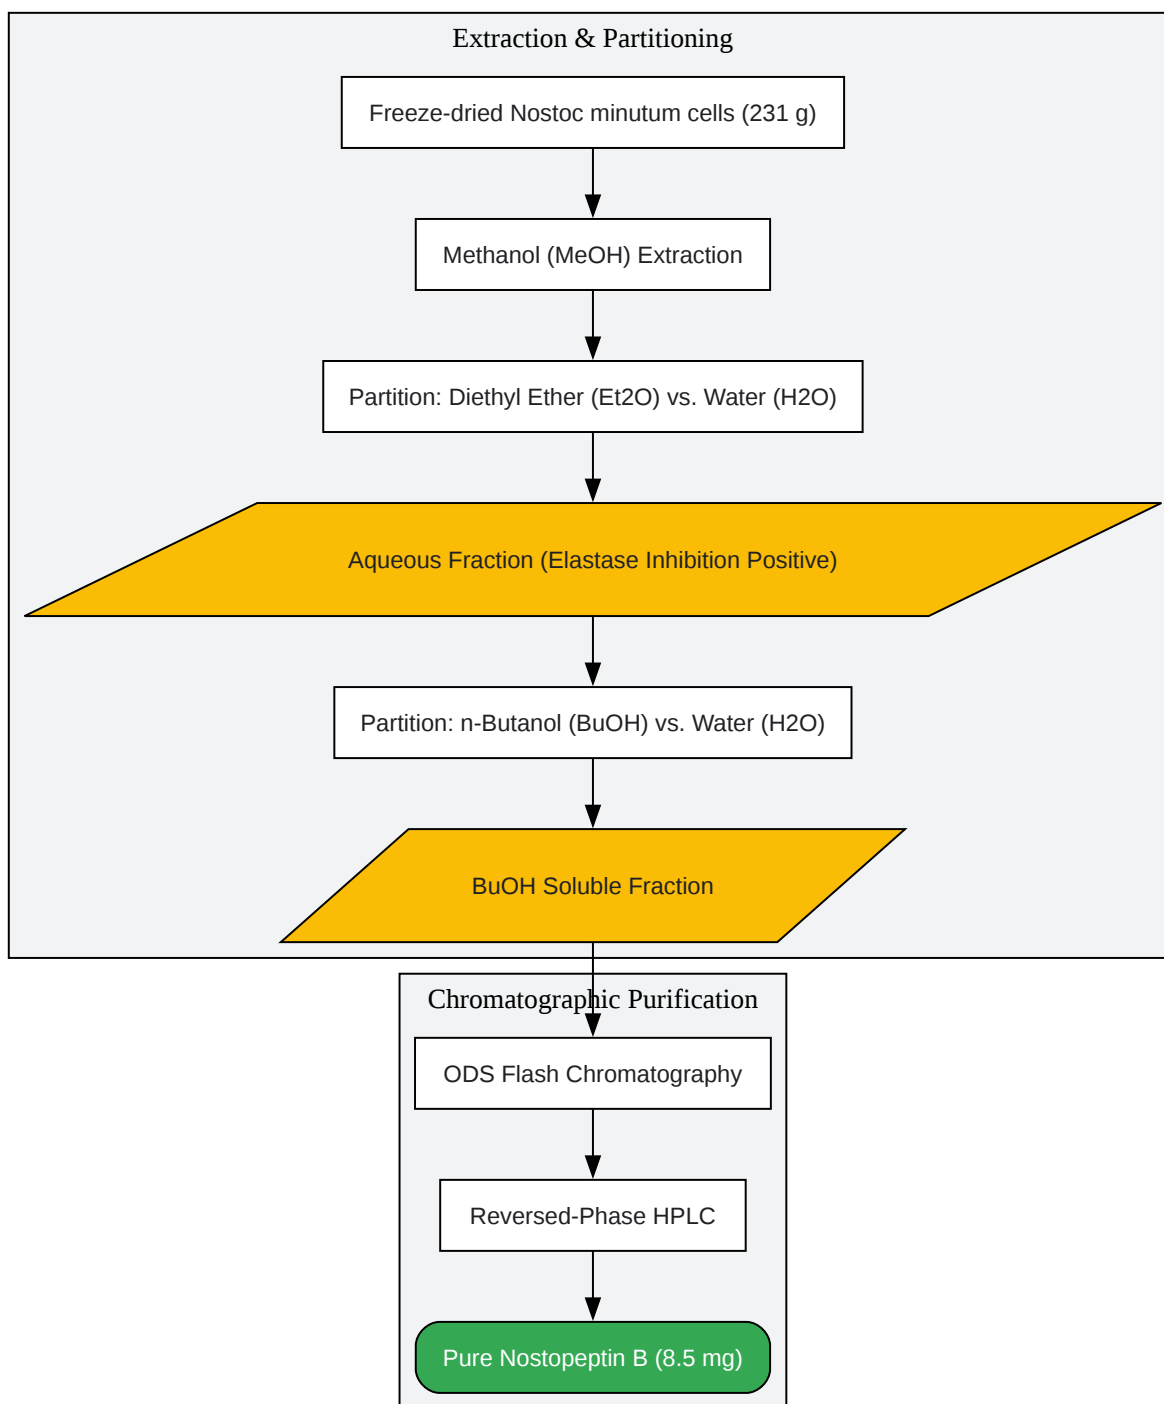 Extraction & Partitioning
Freeze-dried Nostoc minutum cells (231 g)
Methanol (MeOH) Extraction
Partition: Diethyl Ether (Et2O) vs. Water (H2O)
Aqueous Fraction (Elastase Inhibition Positive)
Partition: n-Butanol (BuOH) vs. Water (H2O)
BuOH Soluble Fraction
Chromatographic Purification
ODS Flash Chromatography
Reversed-Phase HPLC
Pure Nostopeptin B (8.5 mg)